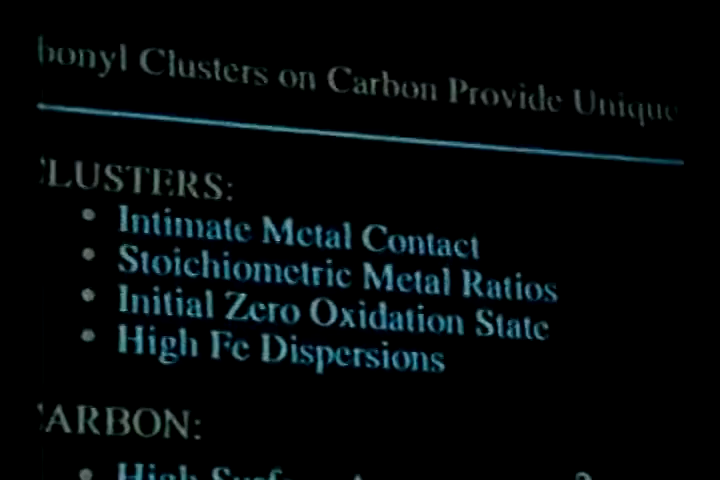 bonyl Clusters on Carbon Provide Unique
LUSTERS:
• Intimate Metal Contact
• Stoichiometric Metal Ratios
• Initial Zero Oxidation State
• High Fe Dispersions
ARBON:
• High